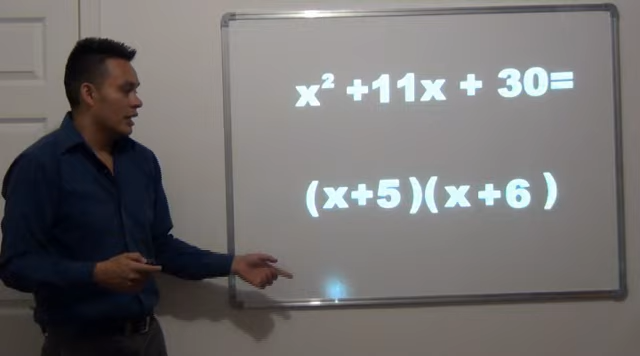 x² +11x + 30=
(x+5)(x+6)